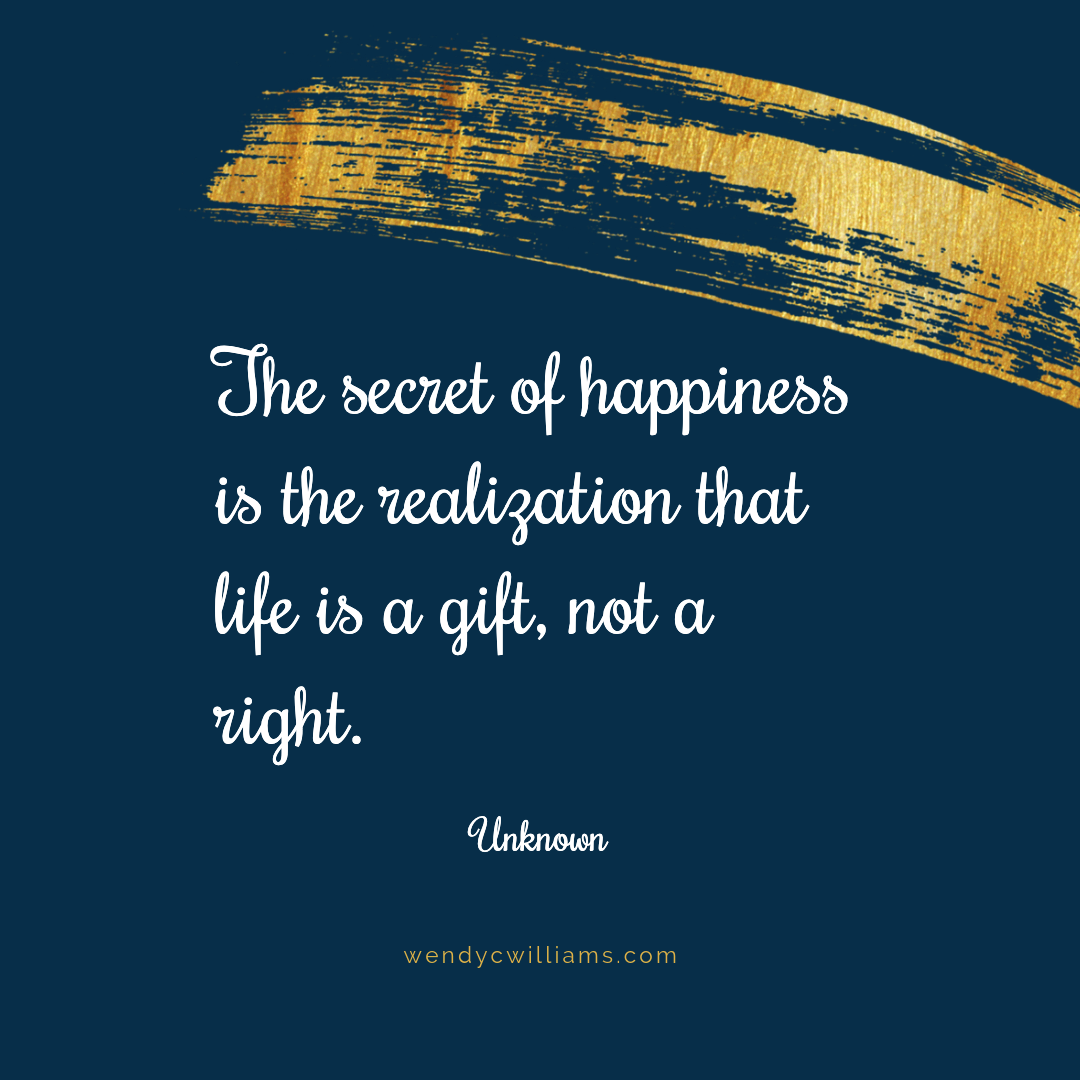 The secret of happiness
is the realization that
life is a gift, not a
right.
Unknown
wendycwilliams.com